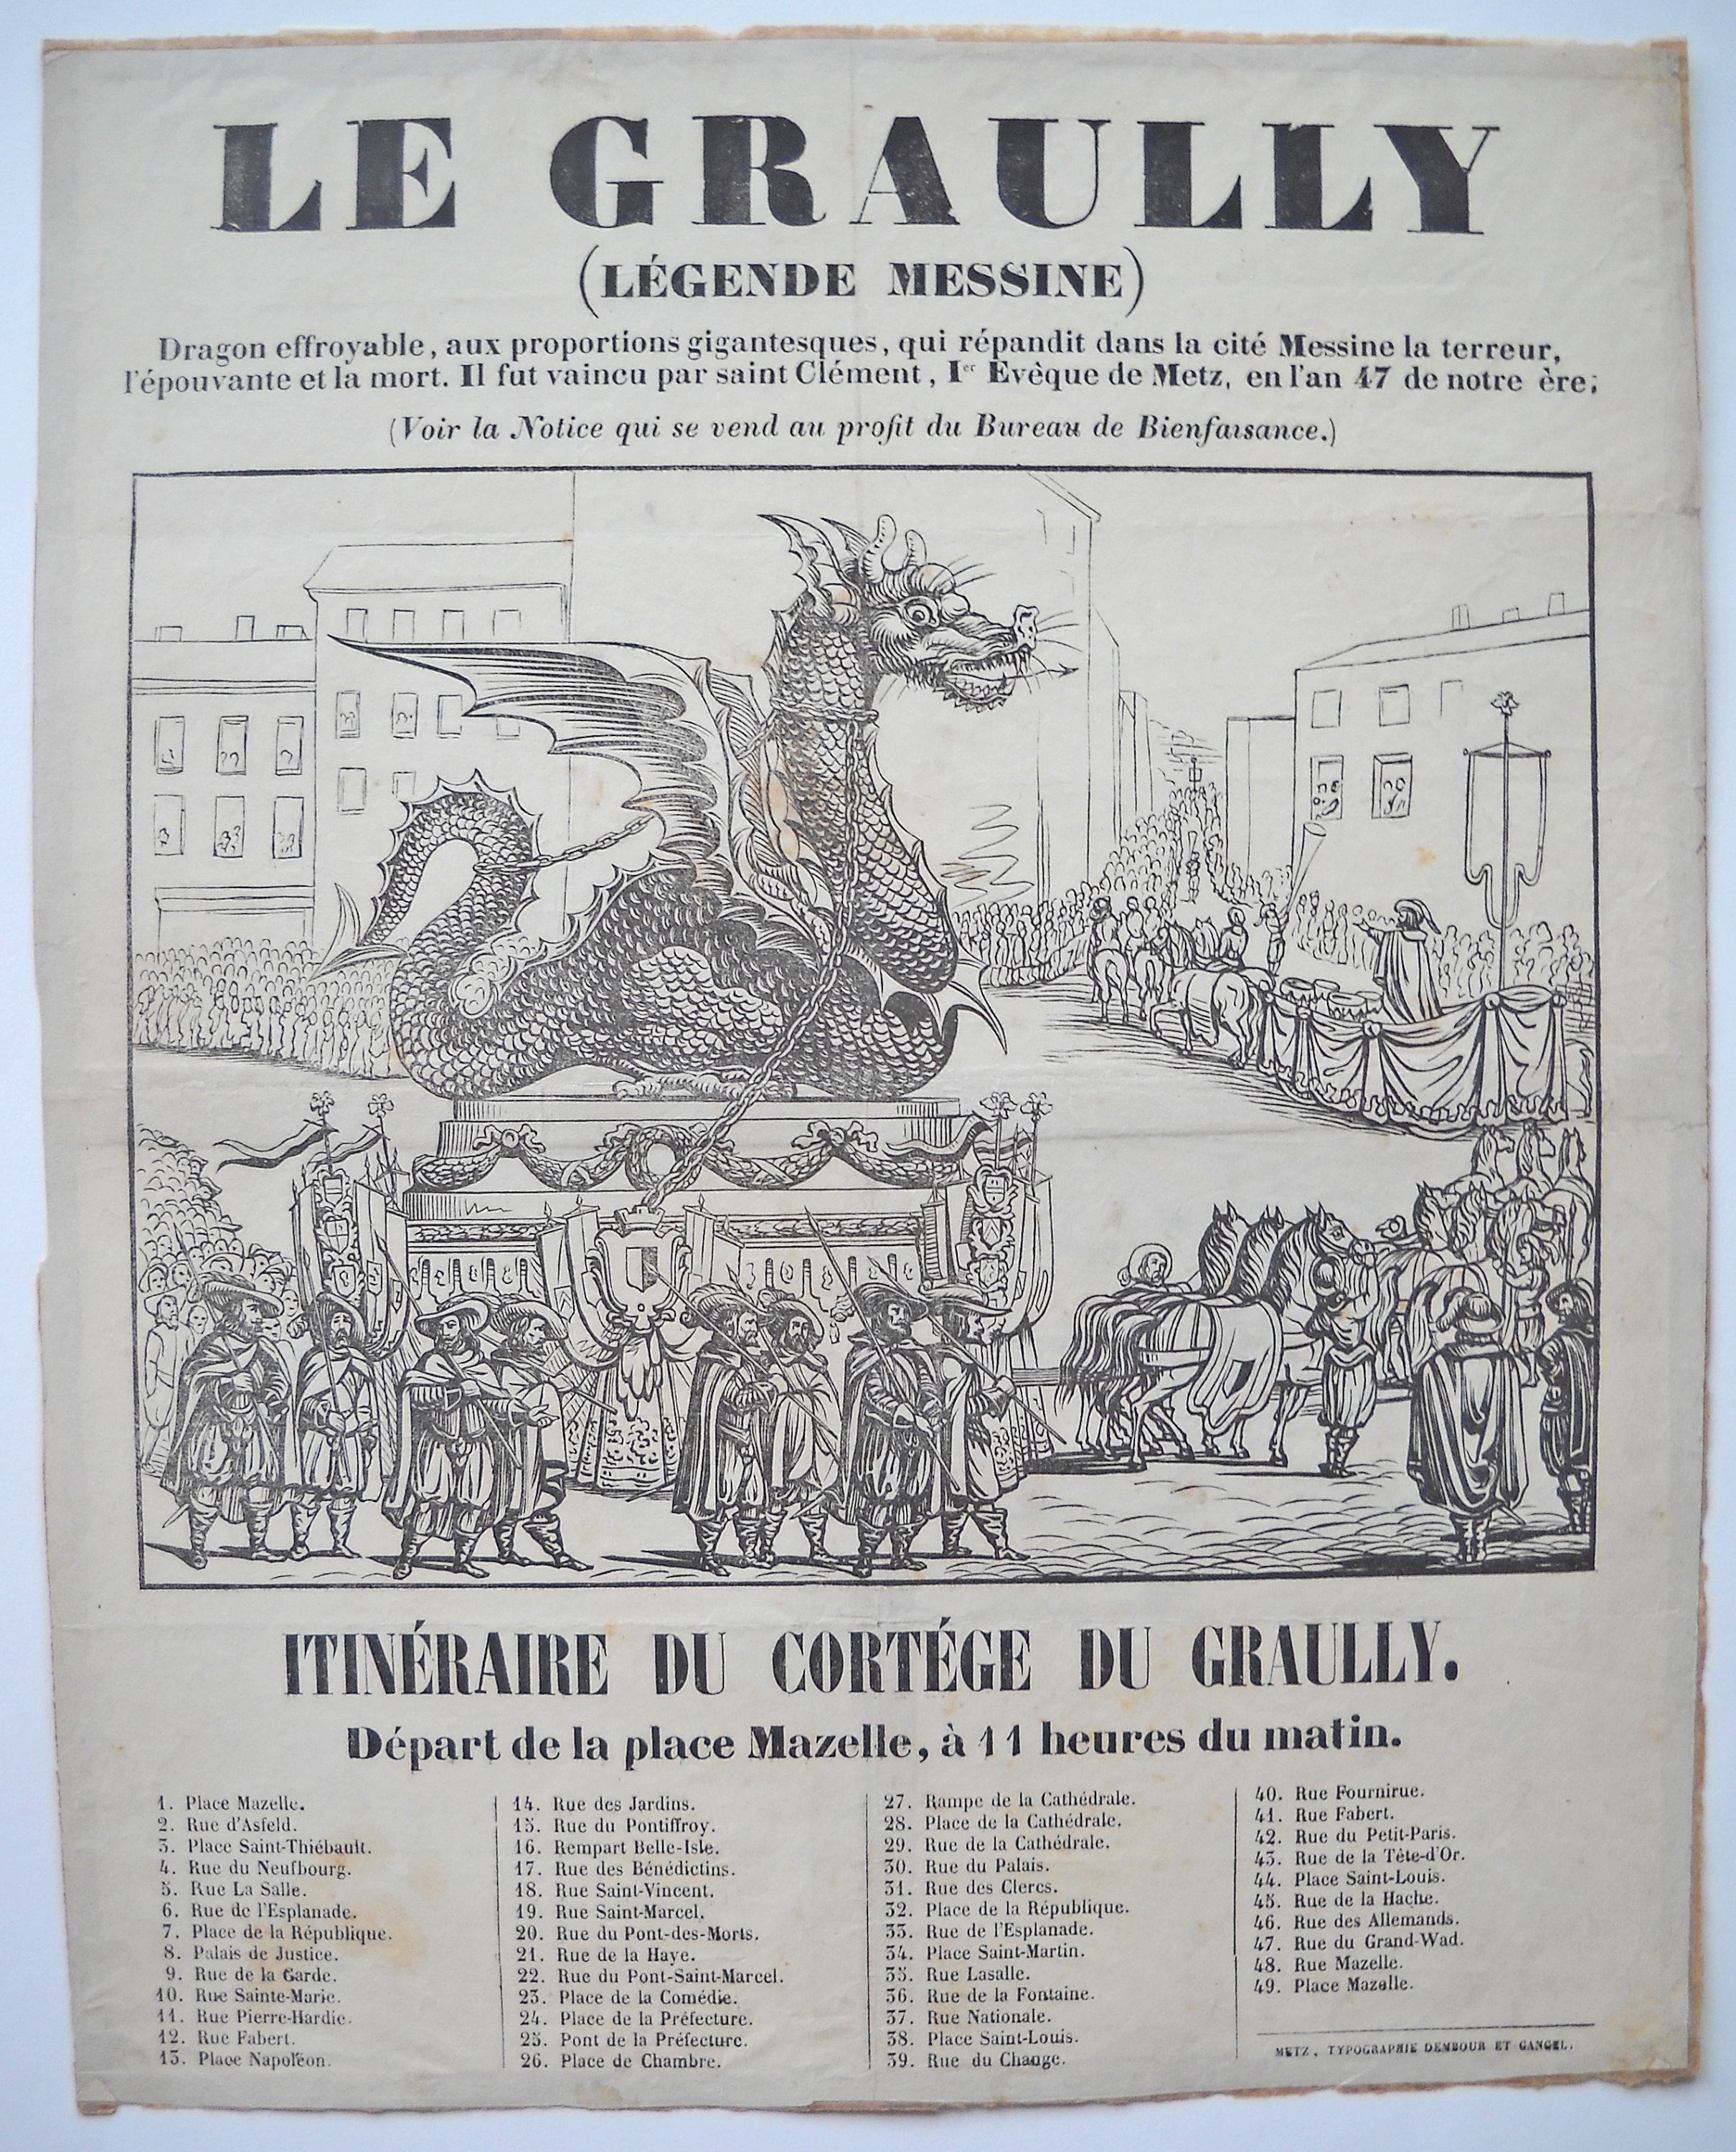 LE GRAULLY
(LÉGENDE MESSINE)
Dragon effroyable, aux proportions gigantesques, qui répandit dans la cité Messine la terreur,
l'épouvante et la mort. Il fut vaincu par saint Clément, Ier Evêque de Metz, en l'an 47 de notre ère;
(Voir la Notice qui se vend au profit du Bureau de Bienfaisance.)
ITINÉRAIRE DU CORTÉGE DU GRAULLY.
Départ de la place Mazelle, à 11 heures du matin.
1. Place Mazelle.
2. Rue d'Asfeld.
3. Place Saint-Thiébault.
4. Rue du Neufbourg.
5. Rue La Salle.
6. Rue de l'Esplanade.
7. Place de la République.
8. Palais de Justice.
9. Rue de la Garde.
10. Rue Sainte-Marie.
11. Rue Pierre-Hardie.
12. Rue Fabert.
13. Place Napoléon.
14. Rue des Jardins.
15. Rue du Pontiffroy.
16. Rempart Belle-Isle.
17. Rue des Bénédictins.
18. Rue Saint-Vincent.
19. Rue Saint-Marcel.
20. Rue du Pont-des-Morts.
21. Rue de la Haye.
22. Rue du Pont-Saint-Marcel.
23. Place de la Comédie.
24. Place de la Préfecture.
25. Pont de la Préfecture.
26. Place de Chambre.
27. Rampe de la Cathédrale.
28. Place de la Cathédrale.
29. Rue de la Cathédrale.
30. Rue du Palais.
31. Rue des Clercs.
32. Place de la République.
33. Rue de l'Esplanade.
34. Place Saint-Martin.
35. Rue Lasalle.
36. Rue de la Fontaine.
37. Rue Nationale.
38. Place Saint-Louis.
39. Rue du Change.
40. Rue Fournirue.
41. Rue Fabert.
42. Rue du Petit-Paris.
43. Rue de la Tête-d'Or.
44. Place Saint-Louis.
45. Rue de la Hache.
46. Rue des Allemands.
47. Rue du Grand-Wad.
48. Rue Mazelle.
49. Place Mazelle.
METZ, TYPOGRAPHIE DEMBOUR ET GANGEL.